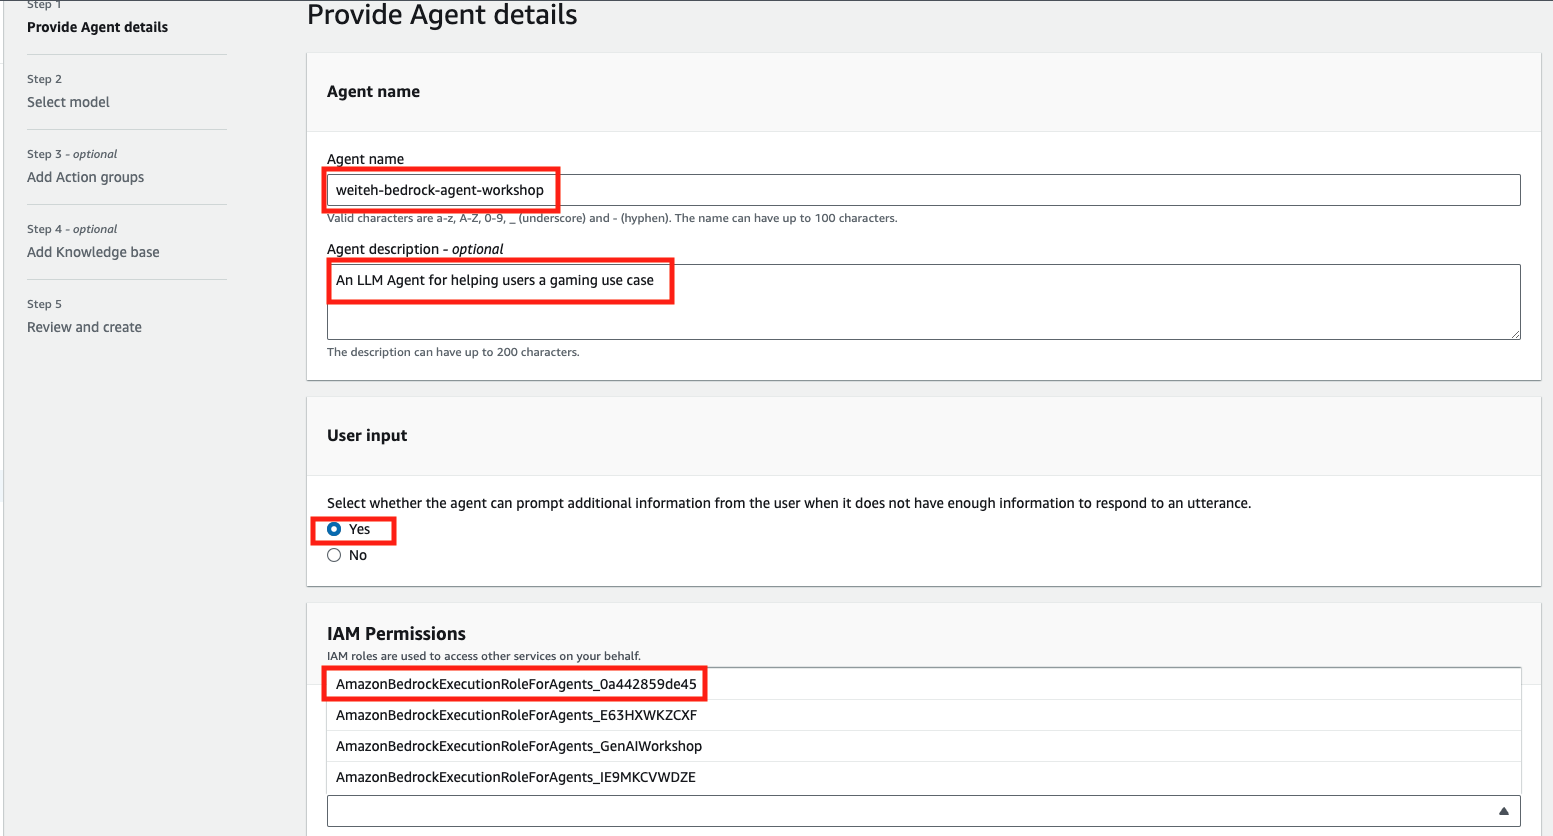 Step 1
Provide Agent details
Step 2
Select model
Step 3 - optional
Add Action groups
Step 4 - optional
Add Knowledge base
Step 5
Review and create
Provide Agent details
Agent name
Agent name
weiteh-bedrock-agent-workshop
Valid characters are a-z, A-Z, 0-9, _ (underscore) and - (hyphen). The name can have up to 100 characters.
Agent description - optional
An LLM Agent for helping users a gaming use case
The description can have up to 200 characters.
User input
Select whether the agent can prompt additional information from the user when it does not have enough information to respond to an utterance.
Yes
No
IAM Permissions
IAM roles are used to access other services on your behalf.
AmazonBedrockExecutionRoleForAgents_0a442859de45
AmazonBedrockExecutionRoleForAgents_E63HXWKZCXF
AmazonBedrockExecutionRoleForAgents_GenAIWorkshop
AmazonBedrockExecutionRoleForAgents_IE9MKCVWDZE